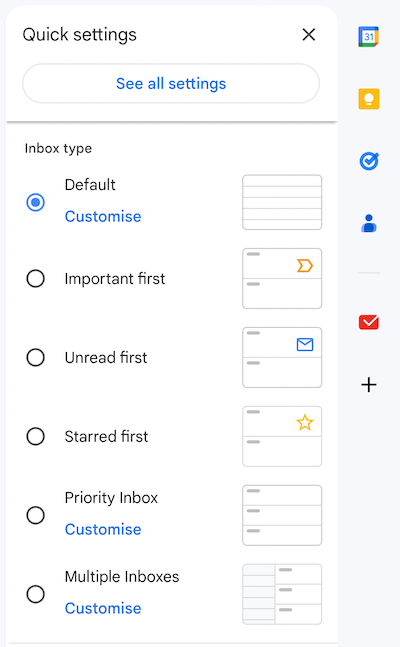 Quick settings
See all settings
Inbox type
Default
Customise
Important first
Unread first
Starred first
Priority Inbox
Customise
Multiple Inboxes
Customise
31